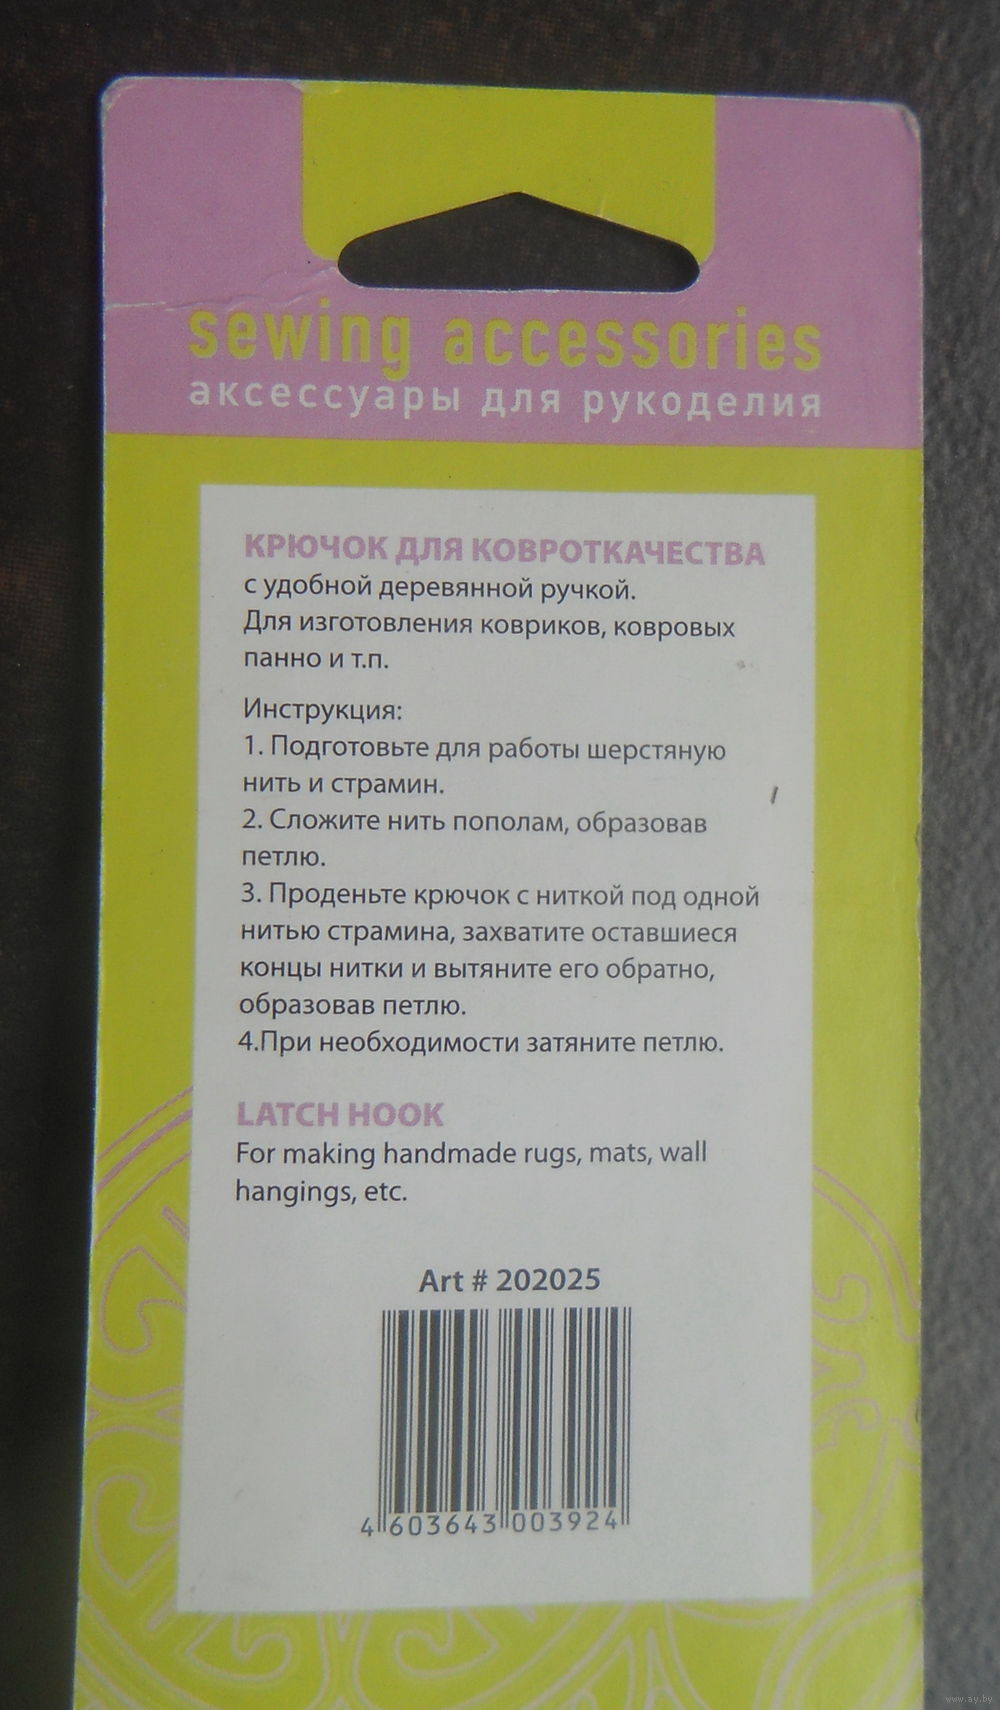 sewing accessories
аксессуары для рукоделия
КРЮЧОК ДЛЯ КОВРОТКАЧЕСТВА
с удобной деревянной ручкой.
Для изготовления ковриков, ковровых
панно и т.п.
Инструкция:
1. Подготовьте для работы шерстяную
нить и страмин.
2. Сложите нить пополам, образовав
петлю.
3. Проденьте крючок с ниткой под одной
нитью страмина, захватите оставшиеся
концы нитки и вытяните его обратно,
образовав петлю.
4.При необходимости затяните петлю.
LATCH HOOK
For making handmade rugs, mats, wall
hangings, etc.
Art # 202025
4 603643 003924
www.ay.by